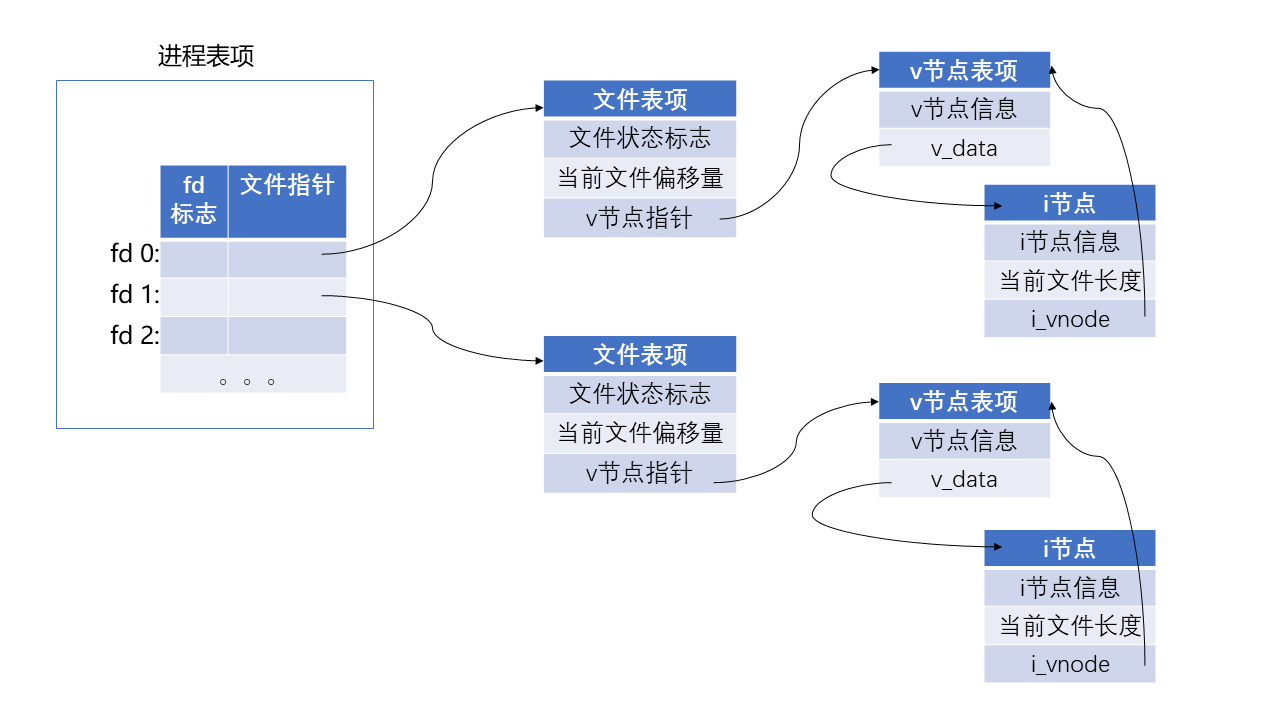 进程表项
fd
标志
文件指针
fd 0:
fd 1:
fd 2:
。。。
文件表项
文件状态标志
当前文件偏移量
v节点指针
文件表项
文件状态标志
当前文件偏移量
v节点指针
v节点表项
v节点信息
v_data
i节点
i节点信息
当前文件长度
i_vnode
v节点表项
v节点信息
v_data
i节点
i节点信息
当前文件长度
i_vnode